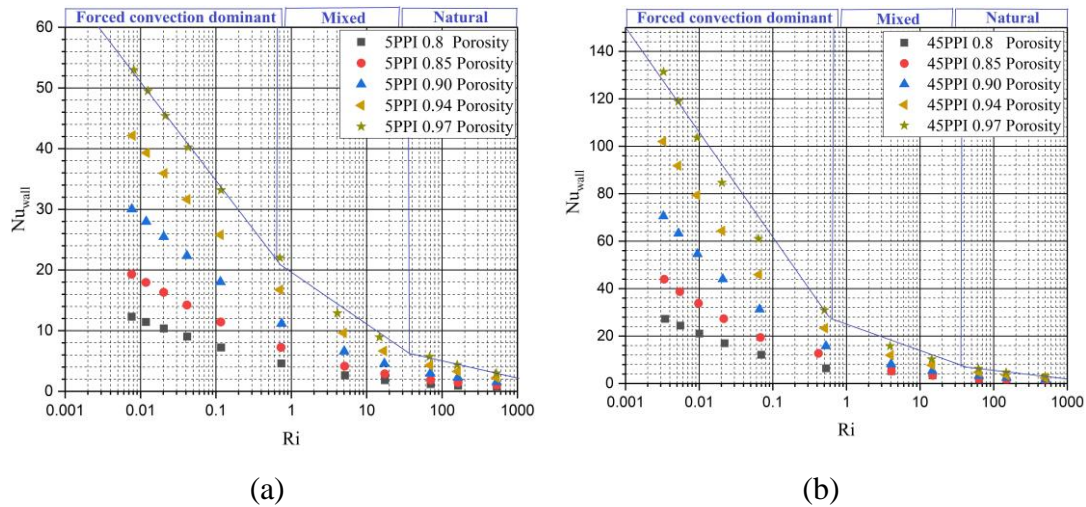 Forced convection dominant Mixed Natural
60
50
40
30
20
10
0
Nuwall
5PPI 0.8 Porosity
5PPI 0.85 Porosity
5PPI 0.90 Porosity
5PPI 0.94 Porosity
5PPI 0.97 Porosity
0.001 0.01 0.1 1 10 100 1000
Ri
(a)
Forced convection dominant Mixed Natural
140
120
100
80
60
40
20
0
Nuwall
45PPI 0.8 Porosity
45PPI 0.85 Porosity
45PPI 0.90 Porosity
45PPI 0.94 Porosity
45PPI 0.97 Porosity
0.001 0.01 0.1 1 10 100 1000
Ri
(b)